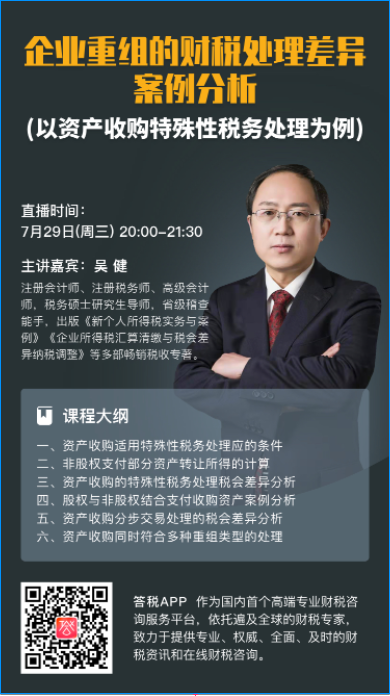 企业重组的财税处理差异
案例分析
(以资产收购特殊性税务处理为例)
直播时间：
7月29日(周三) 20:00-21:30
主讲嘉宾：吴 健
注册会计师、注册税务师、高级会计
师，税务硕士研究生导师，省级稽查
能手，出版《新个人所得税实务与案
例》《企业所得税汇算清缴与税会差
异纳税调整》等多部畅销税收专著。
课程大纲
一、资产收购适用特殊性税务处理应的条件
二、非股权支付部分资产转让所得的计算
三、资产收购的特殊性税务处理税会差异分析
四、股权与非股权结合支付收购资产案例分析
五、资产收购分步交易处理的税会差异分析
六、资产收购同时符合多种重组类型的处理
答税APP 作为国内首个高端专业财税咨
询服务平台，依托遍及全球的财税专家，
致力于提供专业、权威、全面、及时的财
税资讯和在线财税咨询。